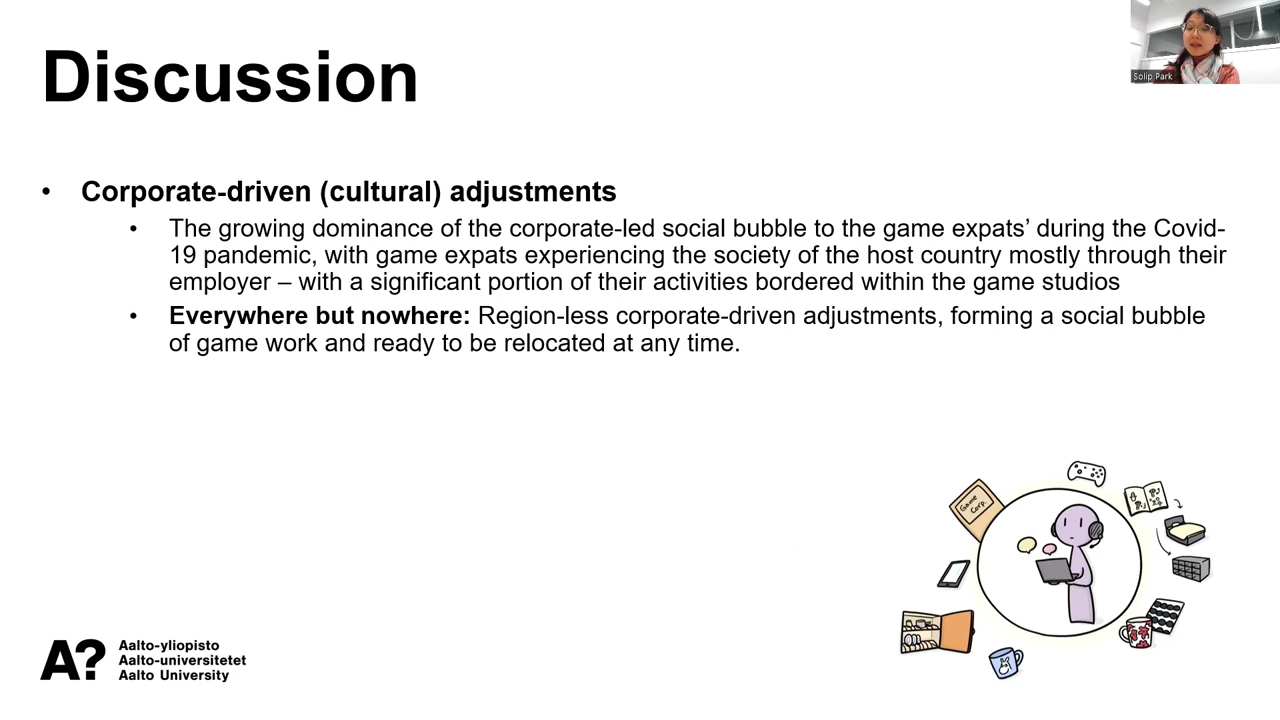 Discussion
Solip Park
• Corporate-driven (cultural) adjustments
• The growing dominance of the corporate-led social bubble to the game expats’ during the Covid-
19 pandemic, with game expats experiencing the society of the host country mostly through their
employer – with a significant portion of their activities bordered within the game studios
• Everywhere but nowhere: Region-less corporate-driven adjustments, forming a social bubble
of game work and ready to be relocated at any time.
Game
Corp.
A?
Aalto-yliopisto
Aalto-universitetet
Aalto University